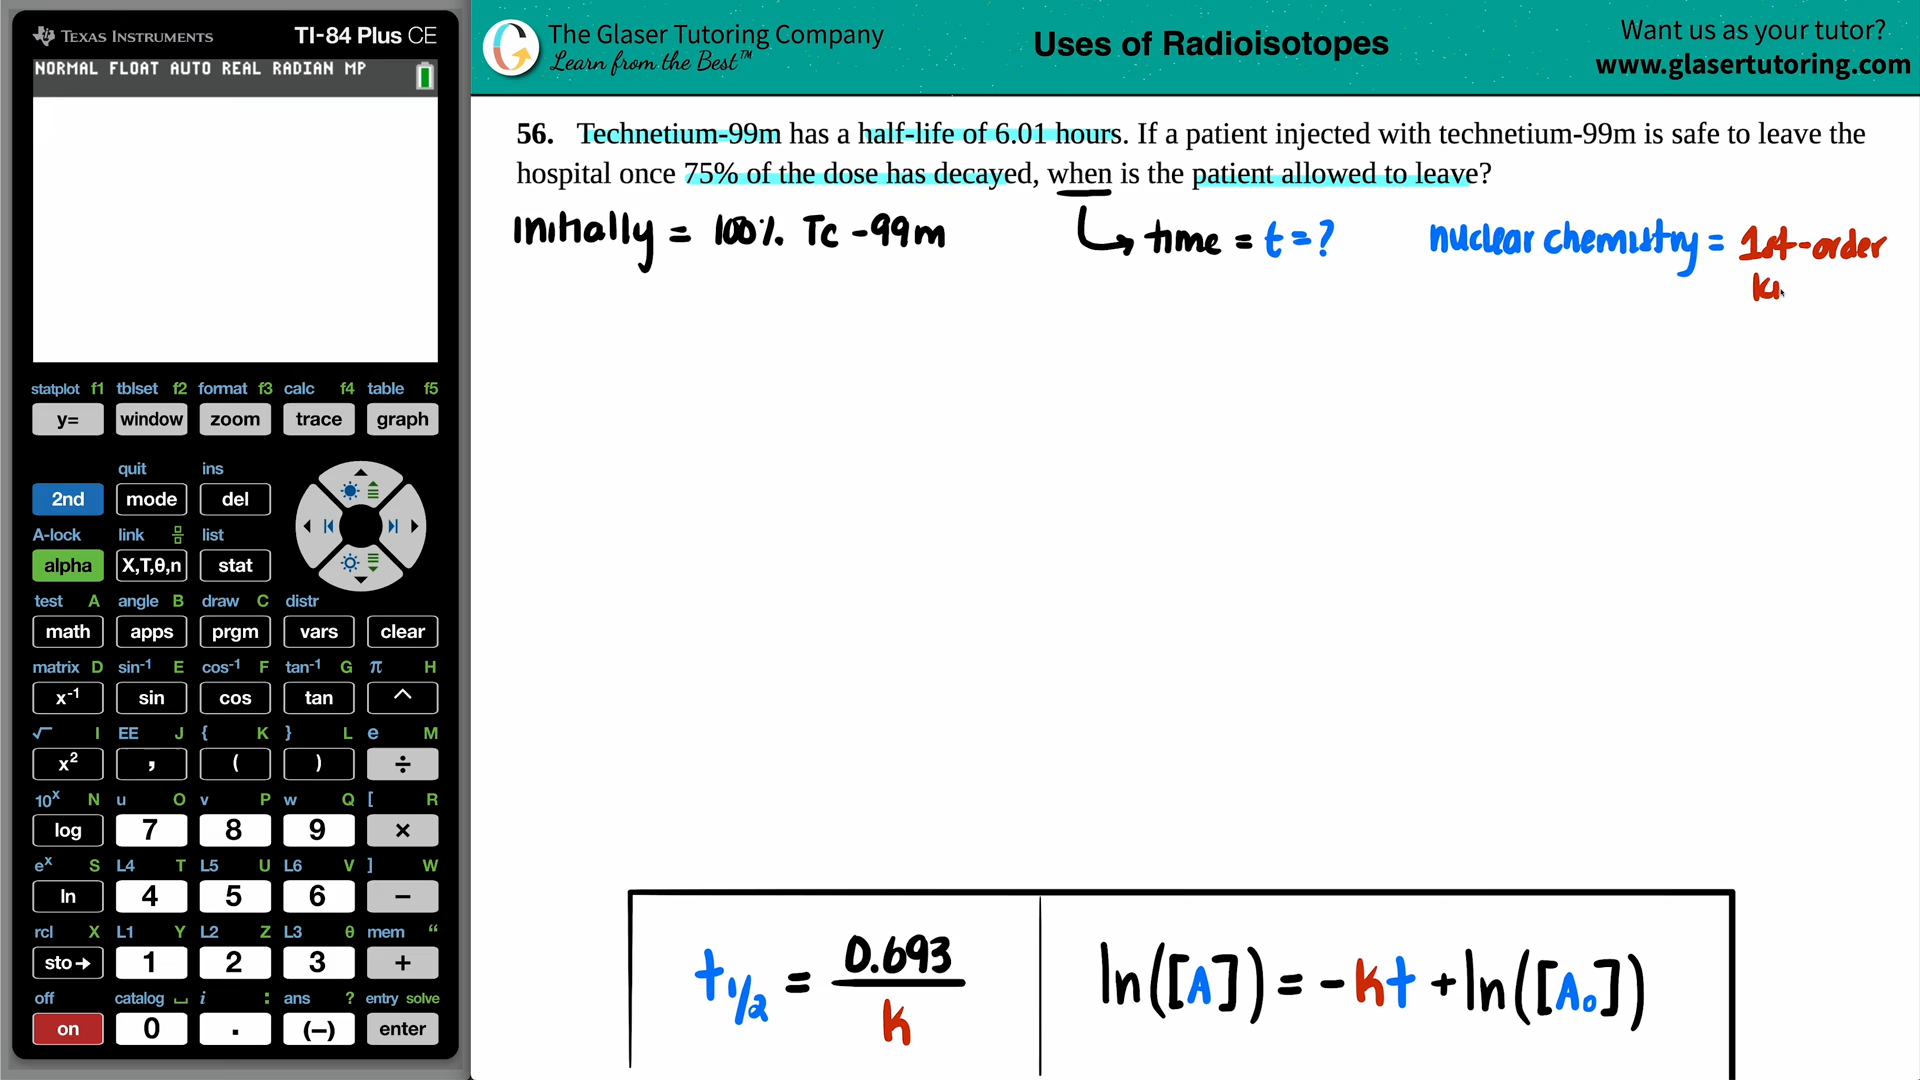 TEXAS INSTRUMENTS TI-84 Plus CE
NORMAL FLOAT AUTO REAL RADIAN MP
statplot f1 tblset f2 format f3 calc f4 table f5
y= window zoom trace graph
quit ins
2nd mode del
A-lock link list
alpha X,T,θ,n stat
test A angle B draw C distr
math apps prgm vars clear
matrix D sin⁻¹ E cos⁻¹ F tan⁻¹ G π H
x⁻¹ sin cos tan ^
√ I EE J { K } L e M
x² , ( ) ÷
10ˣ N u O v P w Q [ R
log 7 8 9 ×
eˣ S L4 T L5 U L6 V ] W
ln 4 5 6 −
rcl X L1 Y L2 Z L3 θ mem “
sto→ 1 2 3 +
off catalog ⎵ i : ans ? entry solve
on 0 . (−) enter
The Glaser Tutoring Company
Learn from the Best™
Uses of Radioisotopes
Want us as your tutor?
www.glasertutoring.com
56. Technetium-99m has a half-life of 6.01 hours. If a patient injected with technetium-99m is safe to leave the
hospital once 75% of the dose has decayed, when is the patient allowed to leave?
Initially = 100% Tc-99m
time = t = ?
nuclear chemistry = 1st-order
ki
t1/2 = 0.693 / k
ln([A]) = -kt + ln([A₀])